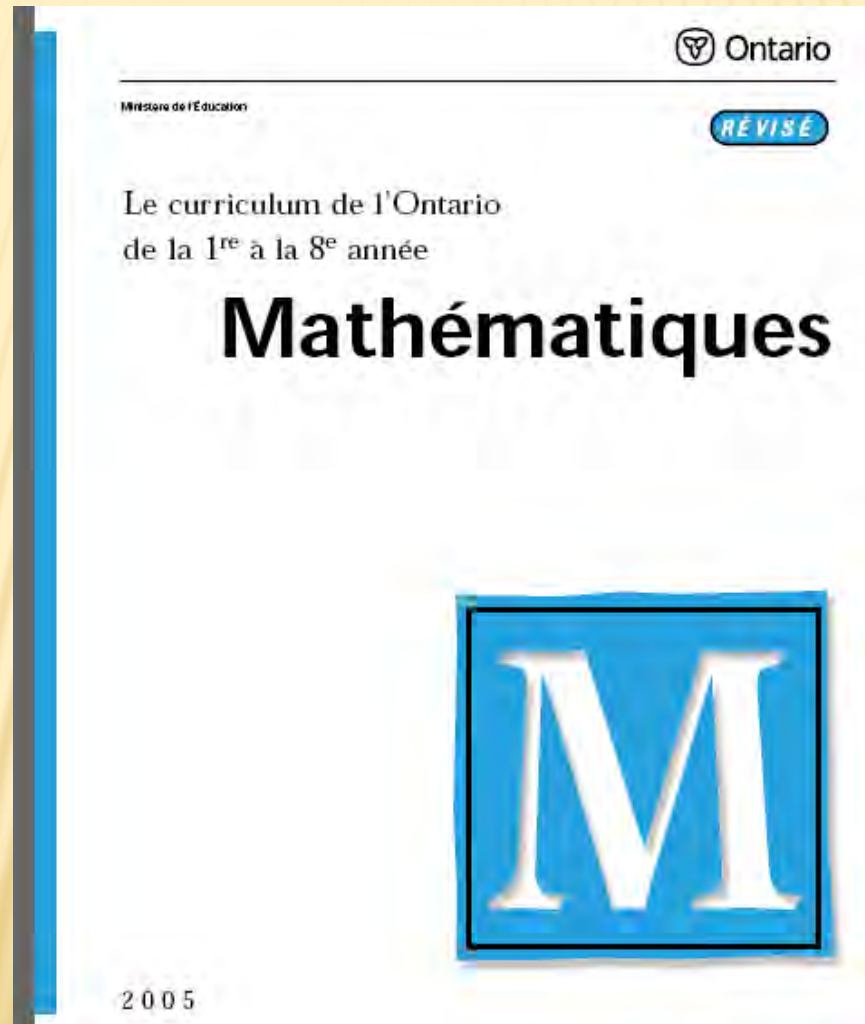 Ontario
Ministère de l'Éducation
RÉVISÉ
Le curriculum de l'Ontario
de la 1re à la 8e année
Mathématiques
M
2005